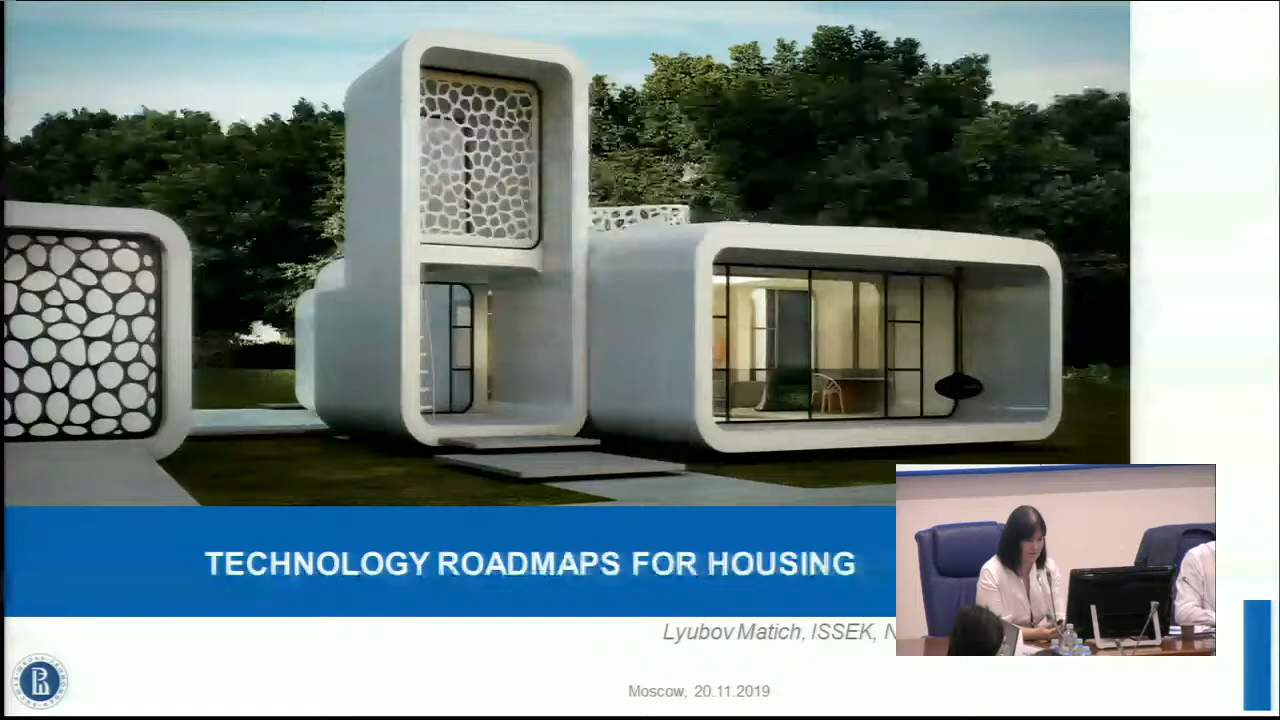 TECHNOLOGY ROADMAPS FOR HOUSING
Lyubov Matich, ISSEK,
Moscow, 20.11.2019